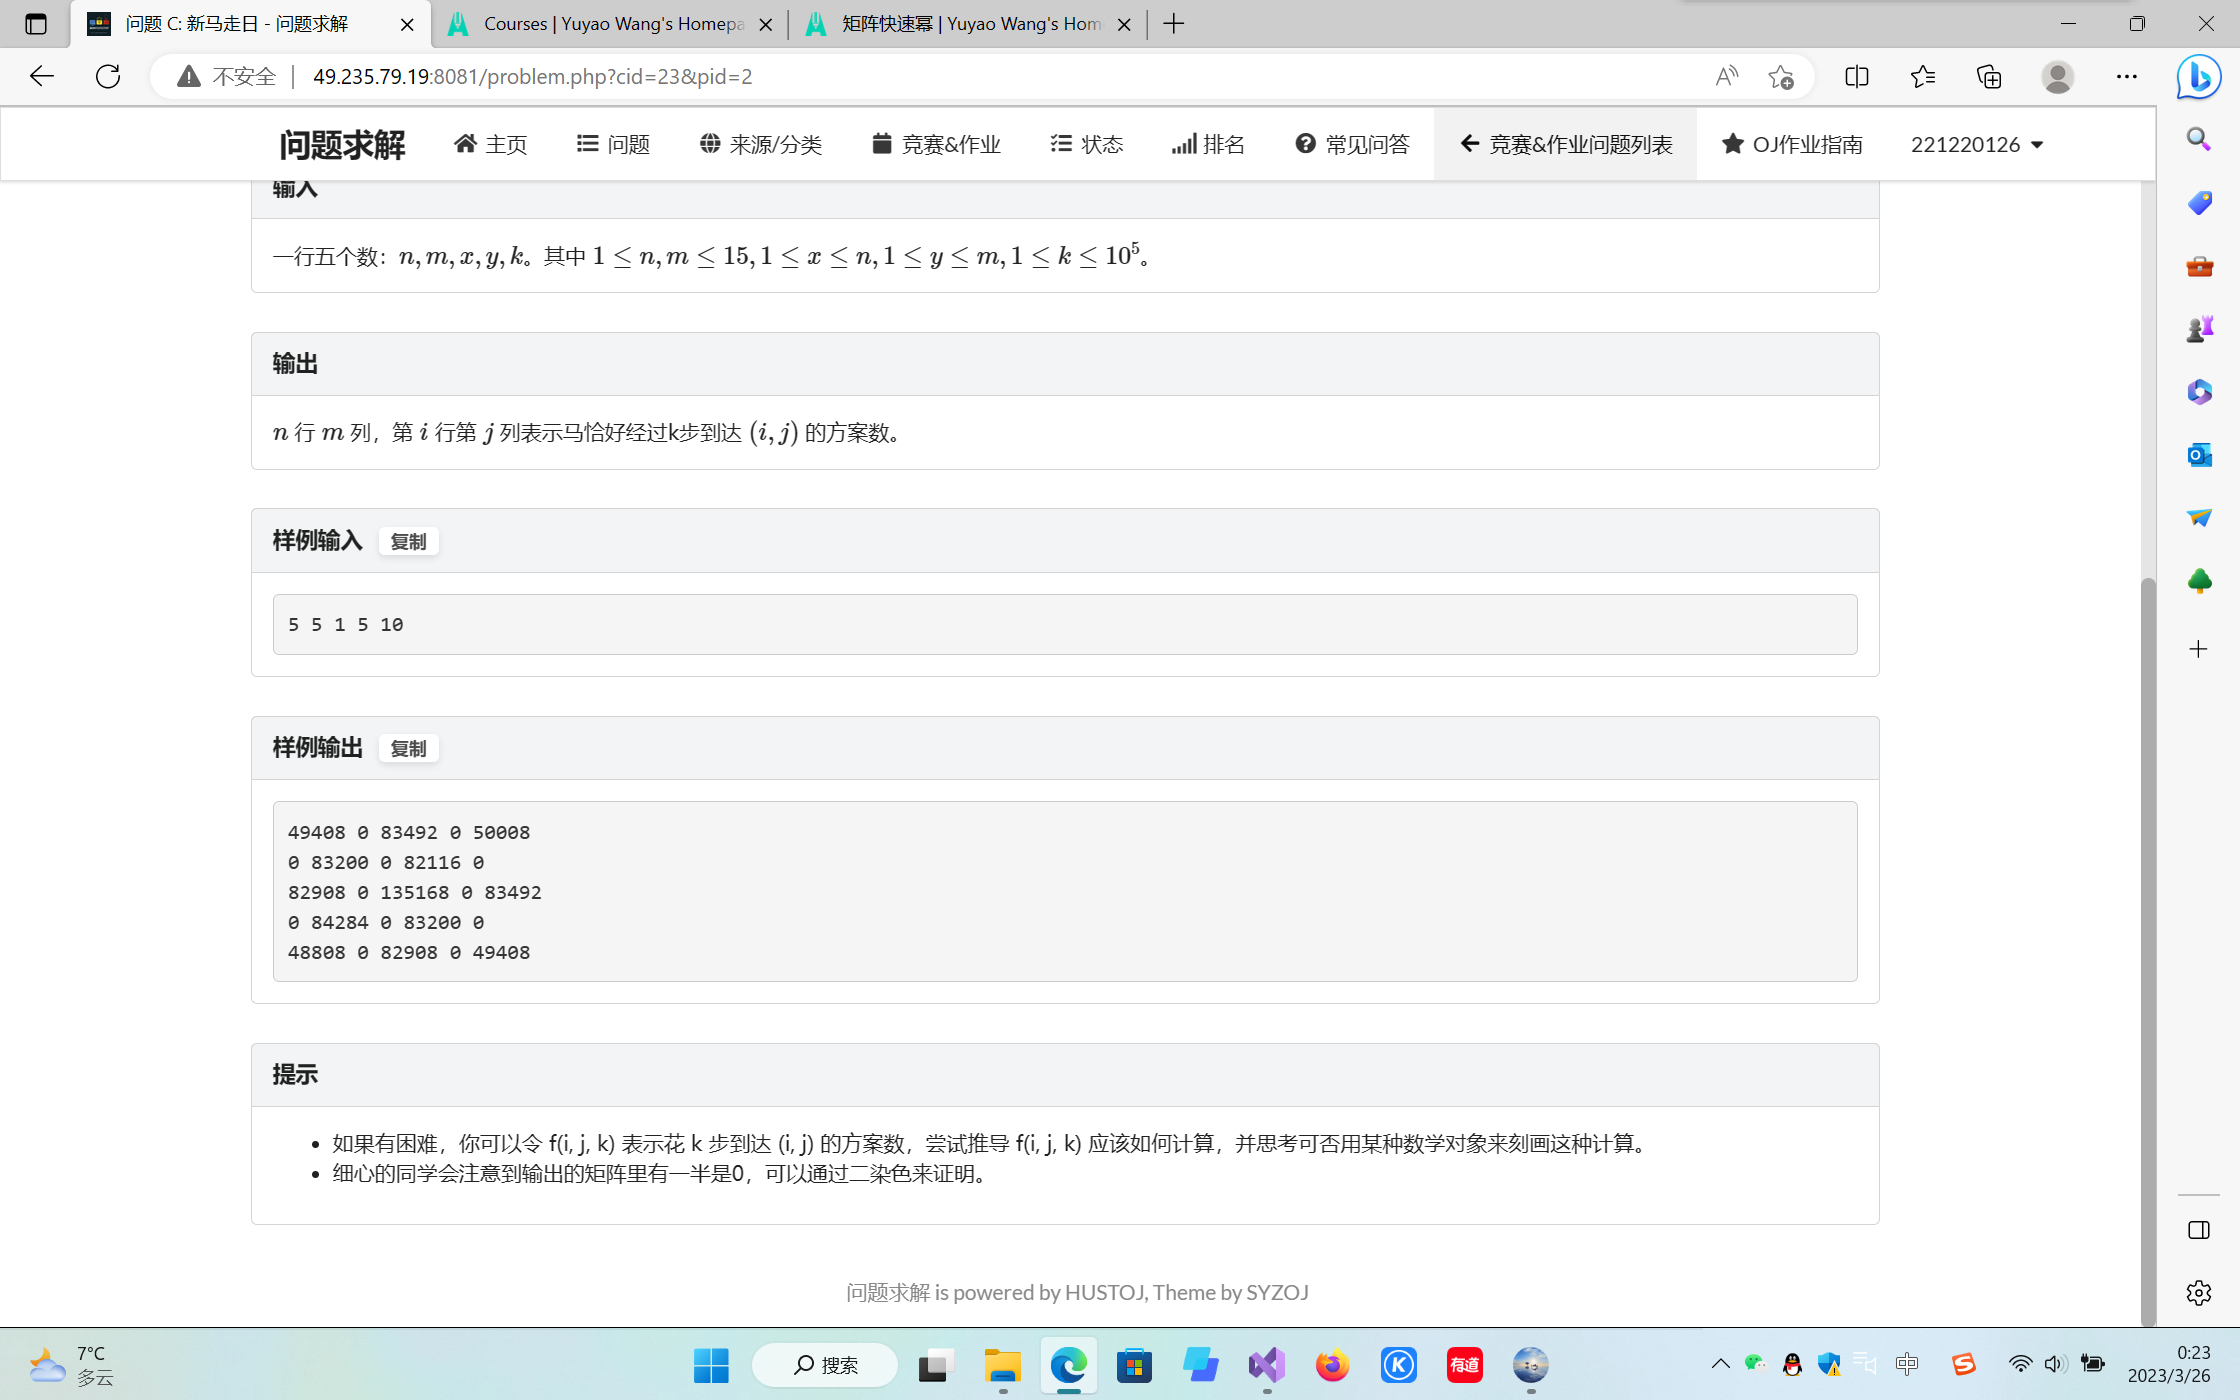 问题 C: 新马走日 - 问题求解
Courses | Yuyao Wang's Homepa
矩阵快速幂 | Yuyao Wang's Hom
不安全
49.235.79.19:8081/problem.php?cid=23&pid=2
问题求解 主页 问题 来源/分类 竞赛&作业 状态 排名 常见问答 竞赛&作业问题列表 OJ作业指南 221220126
输入
一行五个数：n, m, x, y, k。其中 1 ≤ n, m ≤ 15, 1 ≤ x ≤ n, 1 ≤ y ≤ m, 1 ≤ k ≤ 10^5。
输出
n 行 m 列，第 i 行第 j 列表示马恰好经过k步到达 (i, j) 的方案数。
样例输入 复制
5 5 1 5 10
样例输出 复制
49408 0 83492 0 50008
0 83200 0 82116 0
82908 0 135168 0 83492
0 84284 0 83200 0
48808 0 82908 0 49408
提示
如果有困难，你可以令 f(i, j, k) 表示花 k 步到达 (i, j) 的方案数，尝试推导 f(i, j, k) 应该如何计算，并思考可否用某种数学对象来刻画这种计算。
细心的同学会注意到输出的矩阵里有一半是0，可以通过二染色来证明。
问题求解 is powered by HUSTOJ, Theme by SYZOJ
7°C
多云
搜索
有道
中
0:23
2023/3/26